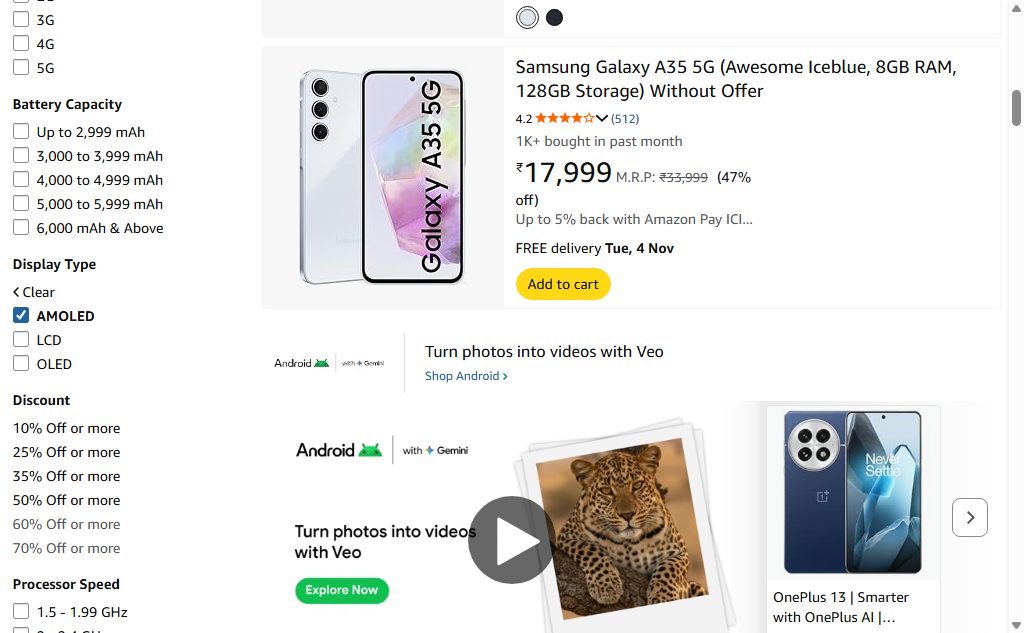 3G
4G
5G
Battery Capacity
Up to 2,999 mAh
3,000 to 3,999 mAh
4,000 to 4,999 mAh
5,000 to 5,999 mAh
6,000 mAh & Above
Display Type
Clear
AMOLED
LCD
OLED
Discount
10% Off or more
25% Off or more
35% Off or more
50% Off or more
60% Off or more
70% Off or more
Processor Speed
1.5 - 1.99 GHz
Galaxy A35 5G
Samsung Galaxy A35 5G (Awesome Iceblue, 8GB RAM,
128GB Storage) Without Offer
4.2 (512)
1K+ bought in past month
₹17,999 M.R.P: ₹33,999 (47%
off)
Up to 5% back with Amazon Pay ICI…
FREE delivery Tue, 4 Nov
Add to cart
Android with Gemini
Turn photos into videos with Veo
Shop Android
Android with Gemini
Turn photos into videos
with Veo
Explore Now
Never
Settle
OnePlus 13 | Smarter
with OnePlus AI |…